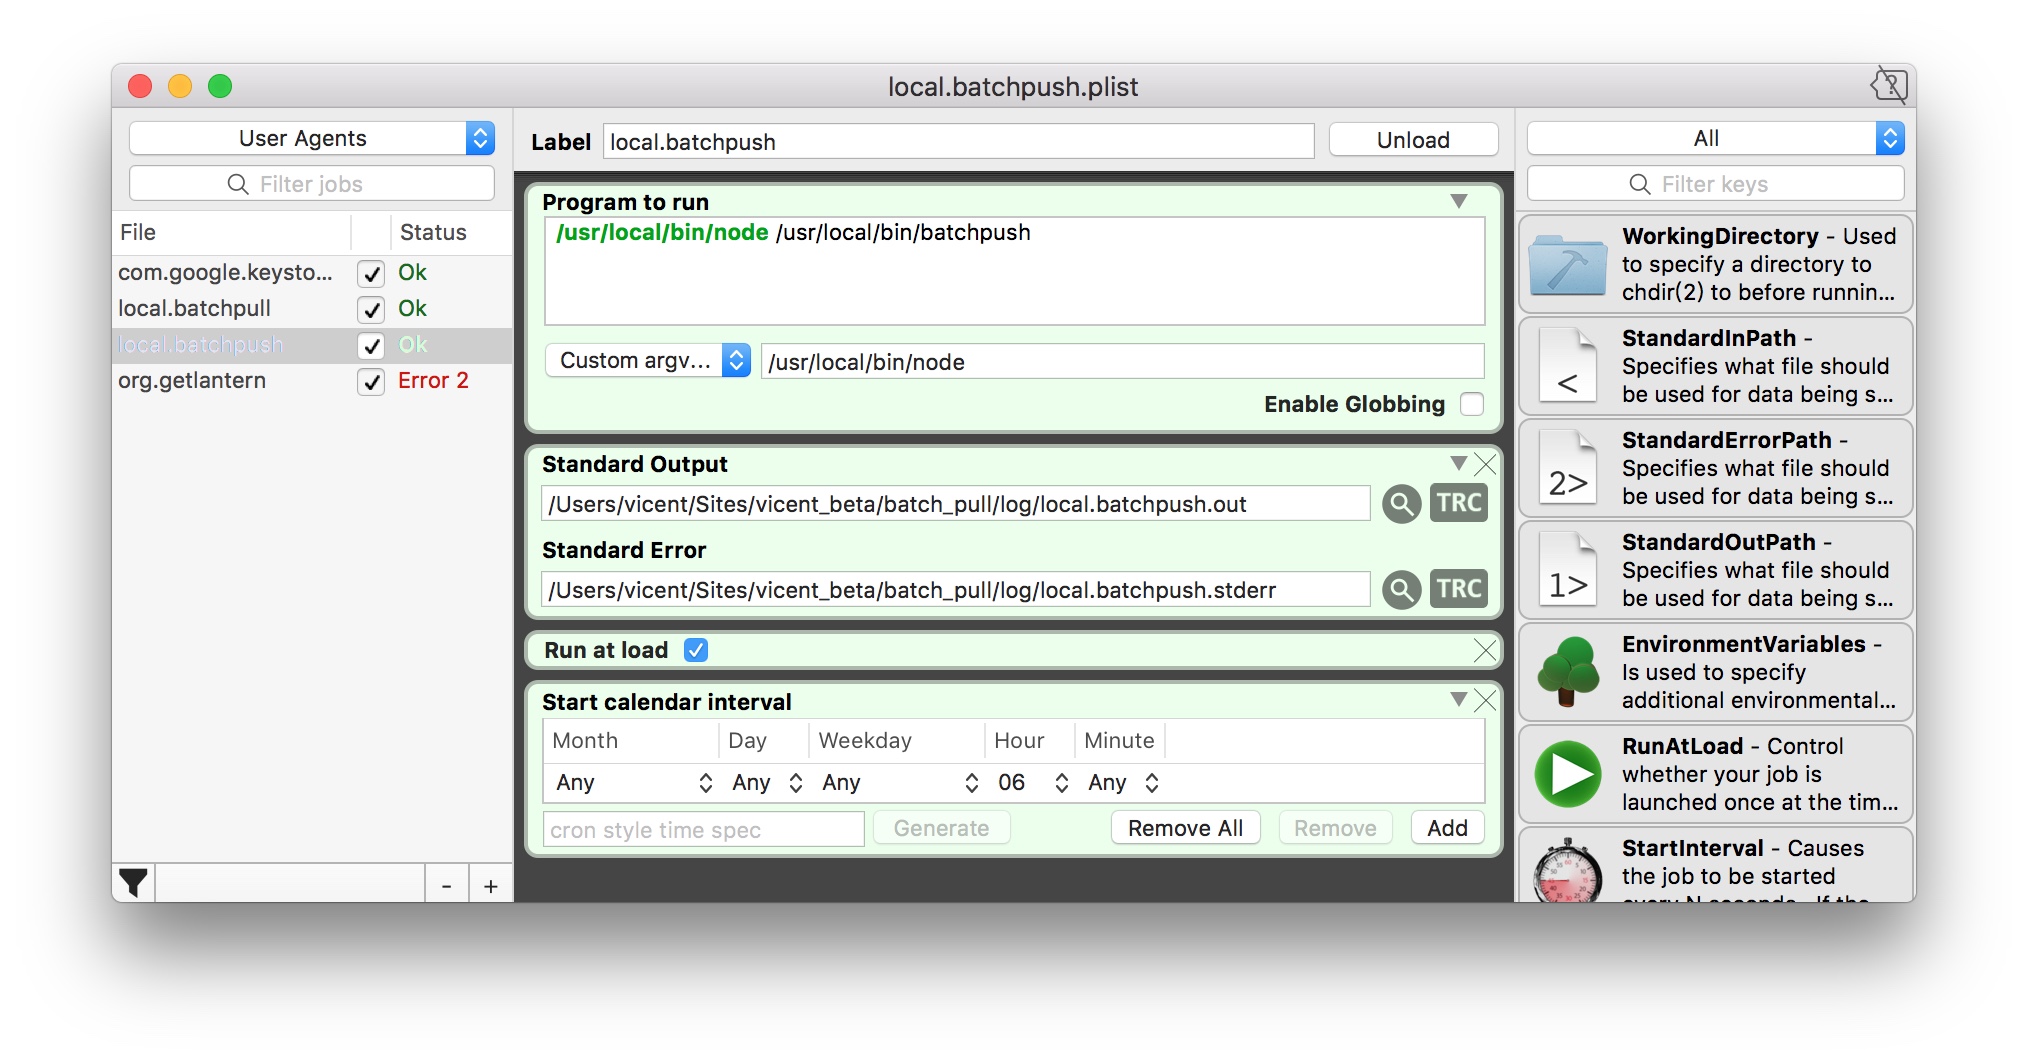 local.batchpush.plist
User Agents
Filter jobs
File Status
com.google.keysto... Ok
local.batchpull Ok
local.batchpush Ok
org.getlantern Error 2
- +
Label local.batchpush Unload
Program to run
/usr/local/bin/node /usr/local/bin/batchpush
Custom argv... /usr/local/bin/node
Enable Globbing
Standard Output
/Users/vicent/Sites/vicent_beta/batch_pull/log/local.batchpush.out TRC
Standard Error
/Users/vicent/Sites/vicent_beta/batch_pull/log/local.batchpush.stderr TRC
Run at load
Start calendar interval
Month Day Weekday Hour Minute
Any Any Any 06 Any
cron style time spec Generate Remove All Remove Add
All
Filter keys
WorkingDirectory - Used
to specify a directory to
chdir(2) to before runnin...
<
StandardInPath -
Specifies what file should
be used for data being s...
2>
StandardErrorPath -
Specifies what file should
be used for data being s...
1>
StandardOutPath -
Specifies what file should
be used for data being s...
EnvironmentVariables -
Is used to specify
additional environmental...
RunAtLoad - Control
whether your job is
launched once at the tim...
StartInterval - Causes
the job to be started
every N seconds. If the